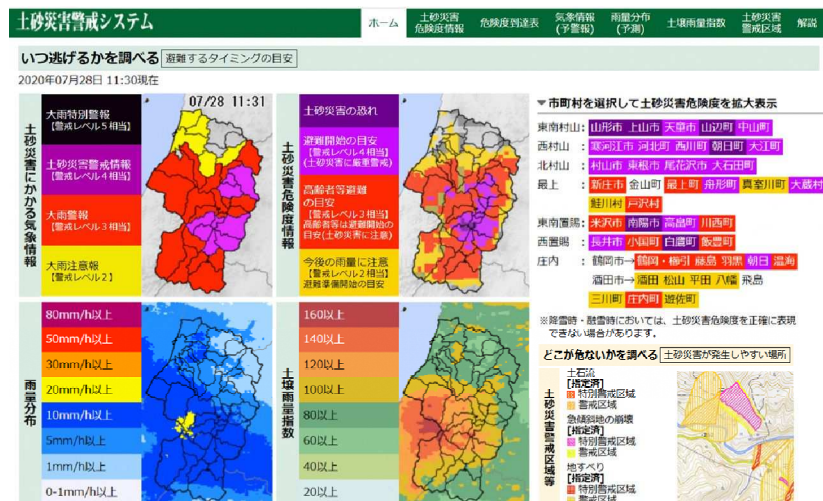 土砂災害警戒システム
ホーム
土砂災害
危険度情報
危険度到達表
気象情報
(予警報)
雨量分布
(予測)
土壌雨量指数
土砂災害
警戒区域
解説
いつ逃げるかを調べる 避難するタイミングの目安
2020年07月28日 11:30現在
土砂災害にかかる気象情報
大雨特別警報
【警戒レベル5相当】
土砂災害警戒情報
【警戒レベル4相当】
大雨警報
【警戒レベル3相当】
大雨注意報
【警戒レベル2】
07/28 11:31
土砂災害危険度情報
土砂災害の恐れ
避難開始の目安
【警戒レベル4相当】
(土砂災害に厳重警戒)
高齢者等避難
の目安
【警戒レベル3相当】
高齢者等は避難開始の
目安(土砂災害に注意)
今後の雨量に注意
【警戒レベル2相当】
避難準備開始の目安
▼市町村を選択して土砂災害危険度を拡大表示
東南村山: 山形市 上山市 天童市 山辺町 中山町
西村山 : 寒河江市 河北町 西川町 朝日町 大江町
北村山 : 村山市 東根市 尾花沢市 大石田町
最上 : 新庄市 金山町 最上町 舟形町 真室川町 大蔵村
鮭川村 戸沢村
東南置賜: 米沢市 南陽市 高畠町 川西町
西置賜 : 長井市 小国町 白鷹町 飯豊町
庄内 : 鶴岡市→ 鶴岡・櫛引 藤島 羽黒 朝日 温海
酒田市→ 酒田 松山 平田 八幡 飛島
三川町 庄内町 遊佐町
※降雪時・融雪時においては、土砂災害危険度を正確に表現
できない場合があります。
雨量分布
80mm/h以上
50mm/h以上
30mm/h以上
20mm/h以上
10mm/h以上
5mm/h以上
1mm/h以上
0-1mm/h以上
土壌雨量指数
160以上
140以上
120以上
100以上
80以上
60以上
40以上
20以上
どこが危ないかを調べる 土砂災害が発生しやすい場所
土砂災害警戒区域等
土石流
[指定済]
特別警戒区域
警戒区域
急傾斜地の崩壊
[指定済]
特別警戒区域
警戒区域
地すべり
[指定済]
特別警戒区域
警戒区域